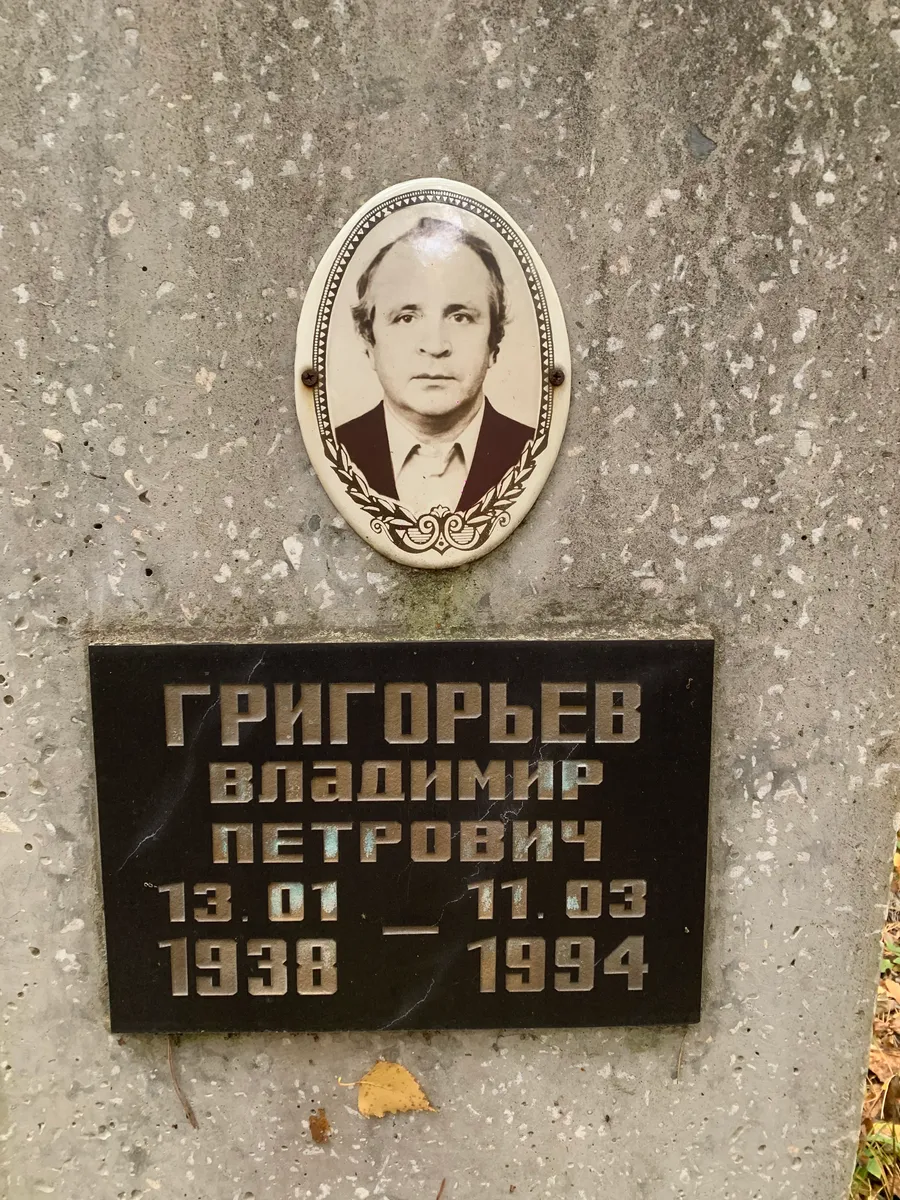 ГРИГОРЬЕВ
ВЛАДИМИР
ПЕТРОВИЧ
13.01 – 11.03
1938 1994